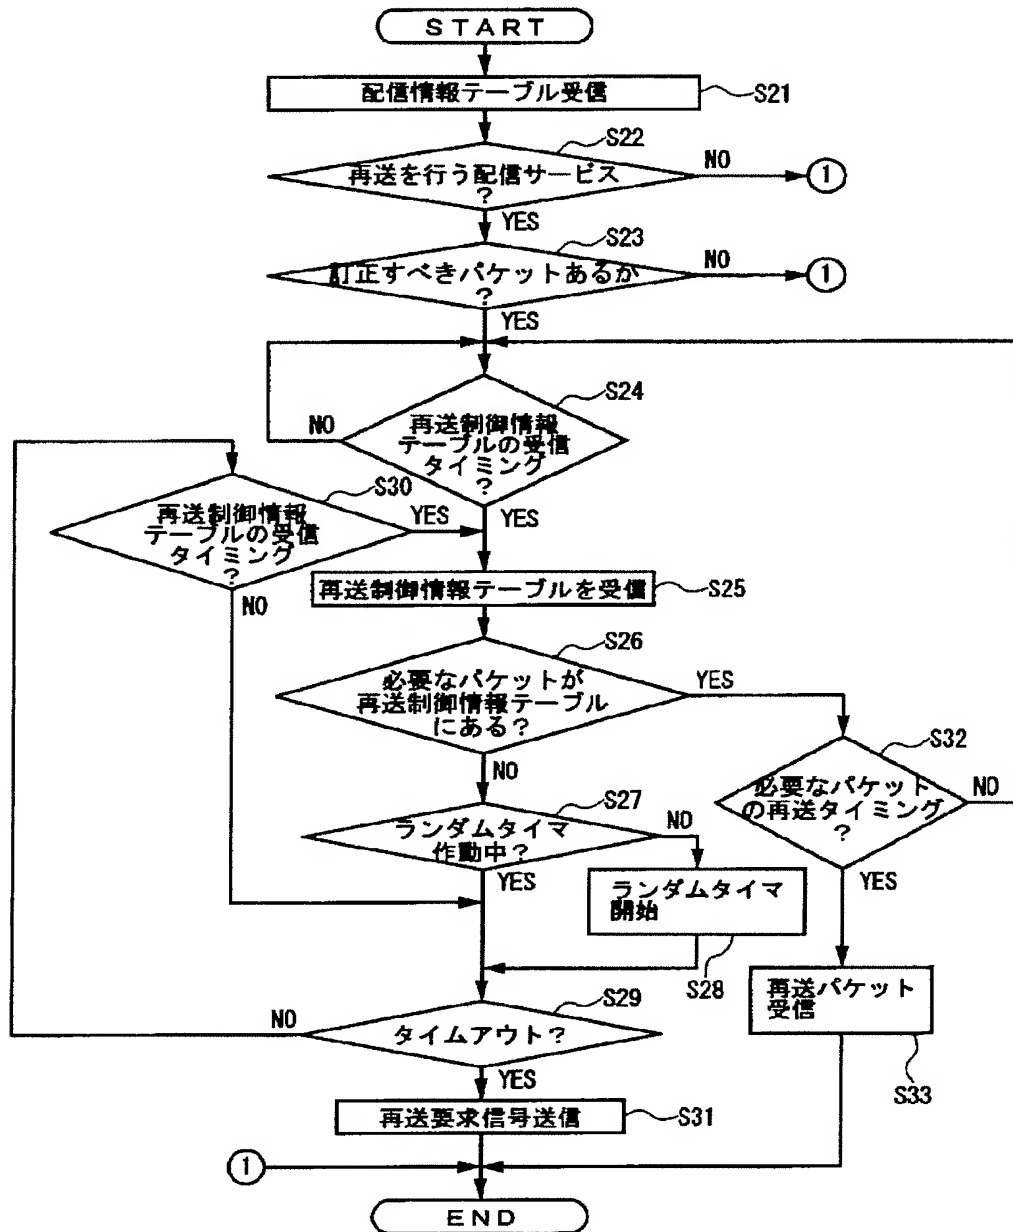 START
配信情報テーブル受信
S21
S22
再送を行う配信サービス
?
NO
1
YES
S23
訂正すべきパケットあるか
?
NO
1
YES
S24
再送制御情報
テーブルの受信
タイミング
?
NO
YES
S30
再送制御情報
テーブルの受信
タイミング
?
YES
NO
再送制御情報テーブルを受信
S25
S26
必要なパケットが
再送制御情報テーブル
にある?
YES
NO
S32
必要なパケット
の再送タイミング
?
NO
YES
S27
ランダムタイマ
作動中?
NO
YES
ランダムタイマ
開始
S28
再送パケット
受信
S33
S29
タイムアウト?
NO
YES
再送要求信号送信
S31
1
END